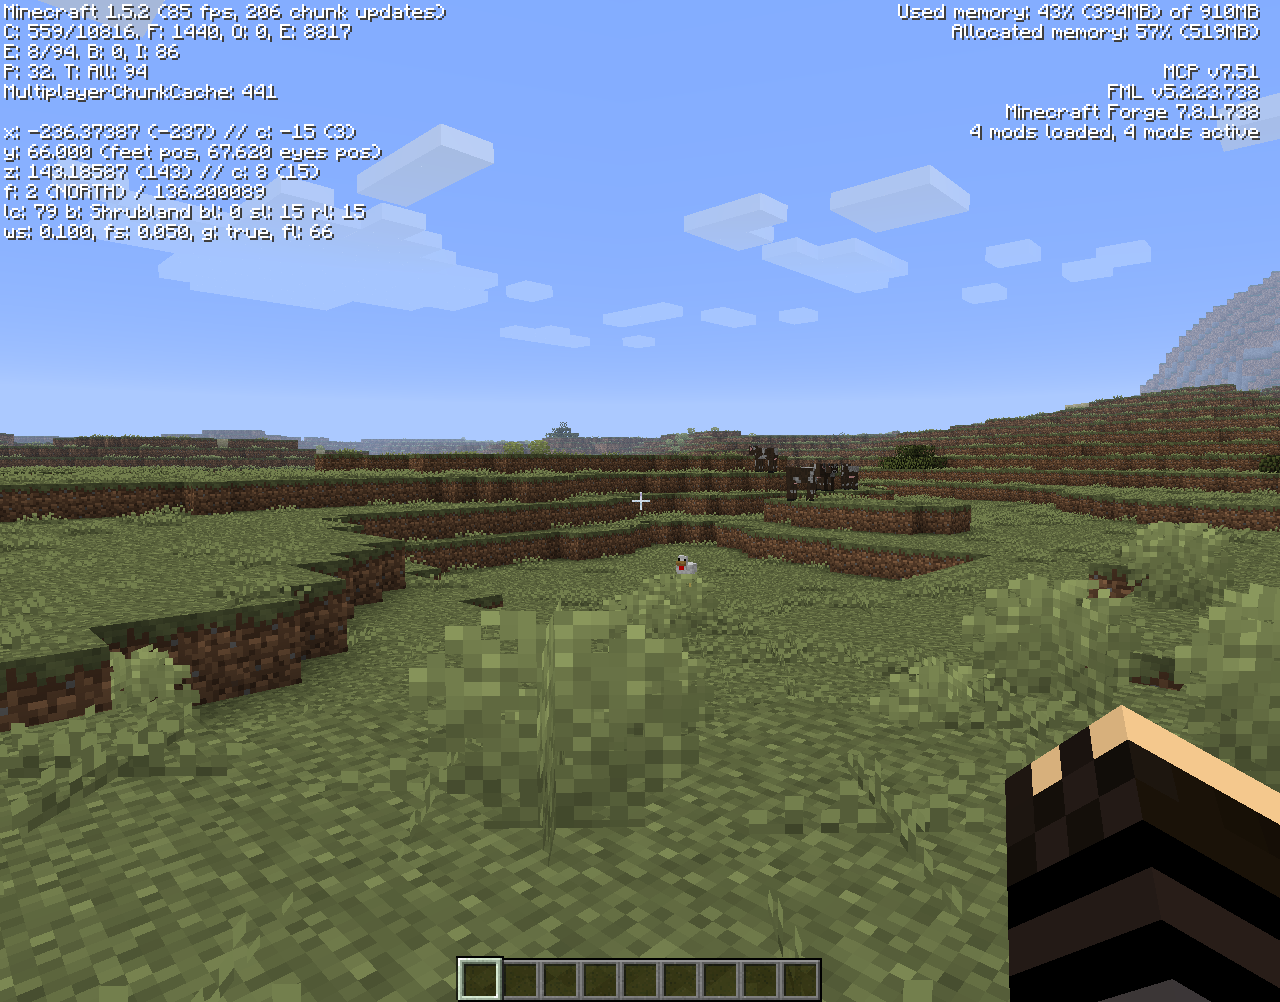 Minecraft 1.5.2 (85 fps, 206 chunk updates)
C: 559/10816. F: 1440, O: 0, E: 8817
E: 8/94. B: 0, I: 86
P: 32. T: All: 94
MultiplayerChunkCache: 441
x: -236.37387 (-237) // c: -15 (3)
y: 66.000 (feet pos, 67.620 eyes pos)
z: 143.18587 (143) // c: 8 (15)
f: 2 (NORTH) / 136.200089
lc: 79 b: Shrubland bl: 0 sl: 15 rl: 15
ws: 0.100, fs: 0.050, g: true, fl: 66
Used memory: 43% (394MB) of 910MB
Allocated memory: 57% (519MB)
MCP v7.51
FML v5.2.23.738
Minecraft Forge 7.8.1.738
4 mods loaded, 4 mods active